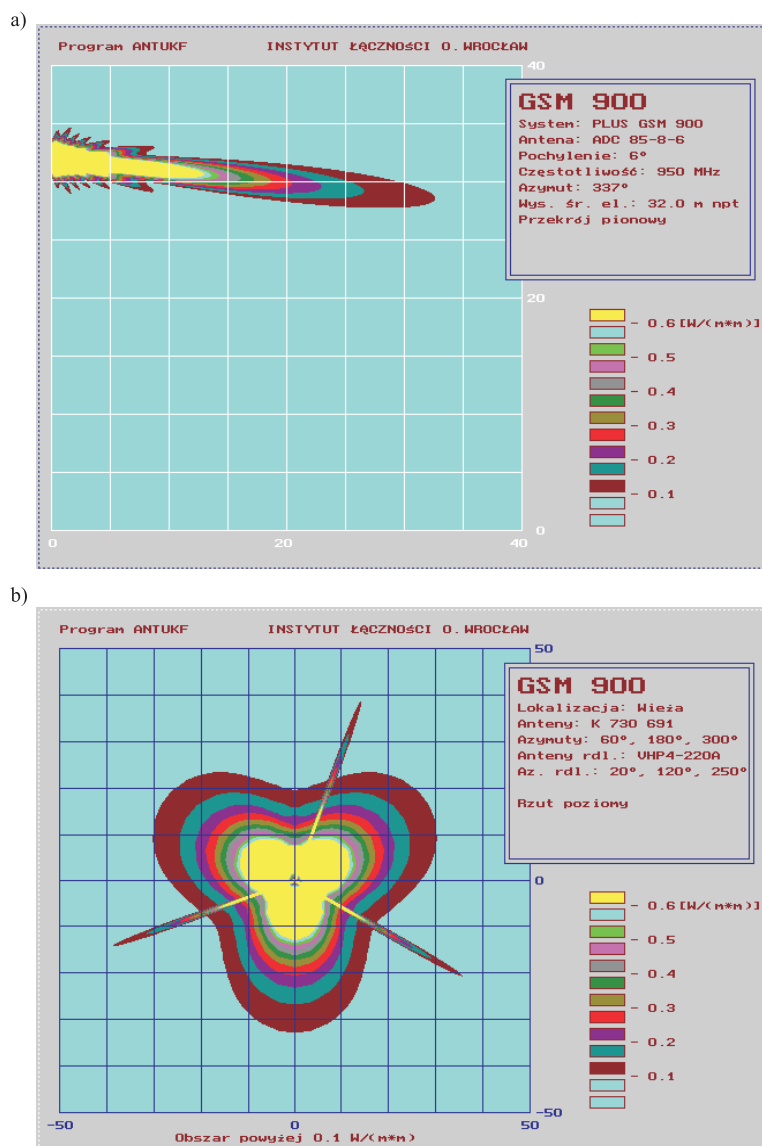 a)
Program ANTUKF INSTYTUT ŁĄCZNOŚCI O. WROCŁAW
40
GSM 900
System: PLUS GSM 900
Antena: ADC 85-8-6
Pochylenie: 6°
Częstotliwość: 950 MHz
Azymut: 337°
Wys. śr. el.: 32.0 m npt
Przekrój pionowy
20
- 0.6[W/(m*m)]
- 0.5
- 0.4
- 0.3
- 0.2
- 0.1
0
0 20 40
b)
Program ANTUKF INSTYTUT ŁĄCZNOŚCI O. WROCŁAW
50
GSM 900
Lokalizacja: Wieża
Anteny: K 730 691
Azymuty: 60°, 180°, 300°
Anteny rdl.: VHP4-220A
Az. rdl.: 20°, 120°, 250°
Rzut poziomy
0
- 0.6[W/(m*m)]
- 0.5
- 0.4
- 0.3
- 0.2
- 0.1
-50
-50 0 50
Obszar powyżej 0.1 W/(m*m)